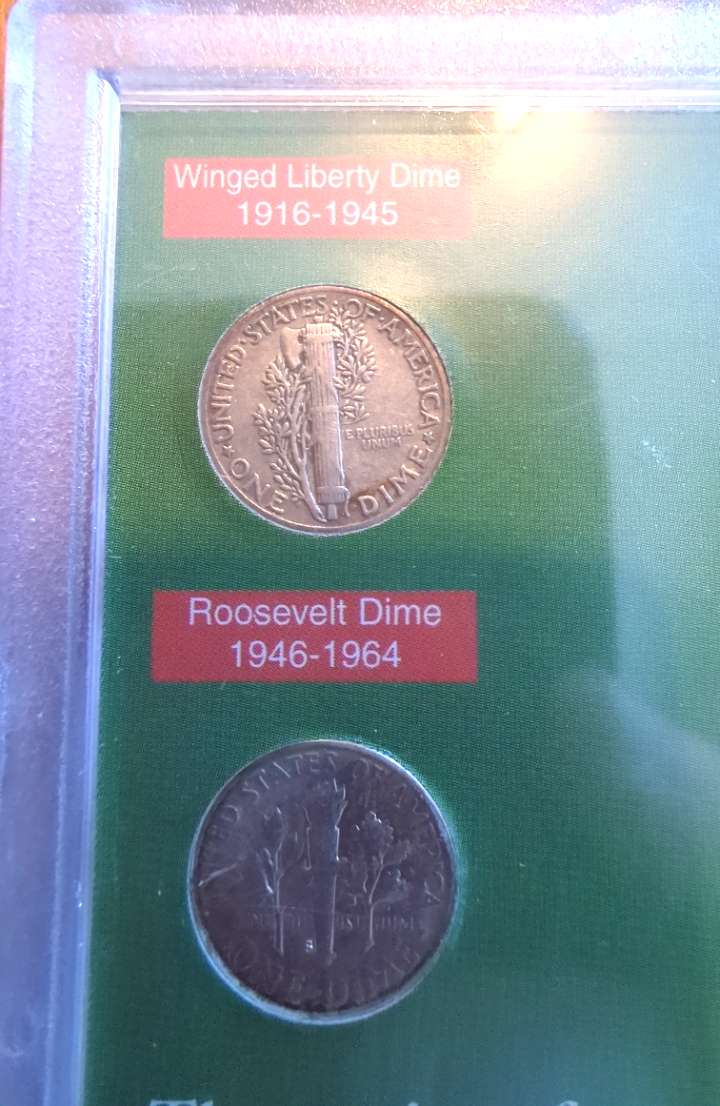 Winged Liberty Dime
1916-1945
UNITED·STATES·OF·AMERICA
E PLURIBUS
UNUM
ONE DIME
Roosevelt Dime
1946-1964
UNITED STATES OF AMERICA
S
ONE DIME